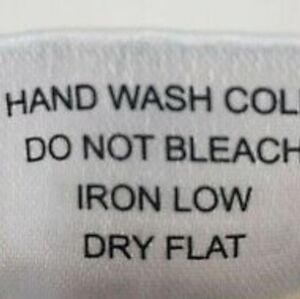 HAND WASH COL
DO NOT BLEACH
IRON LOW
DRY FLAT